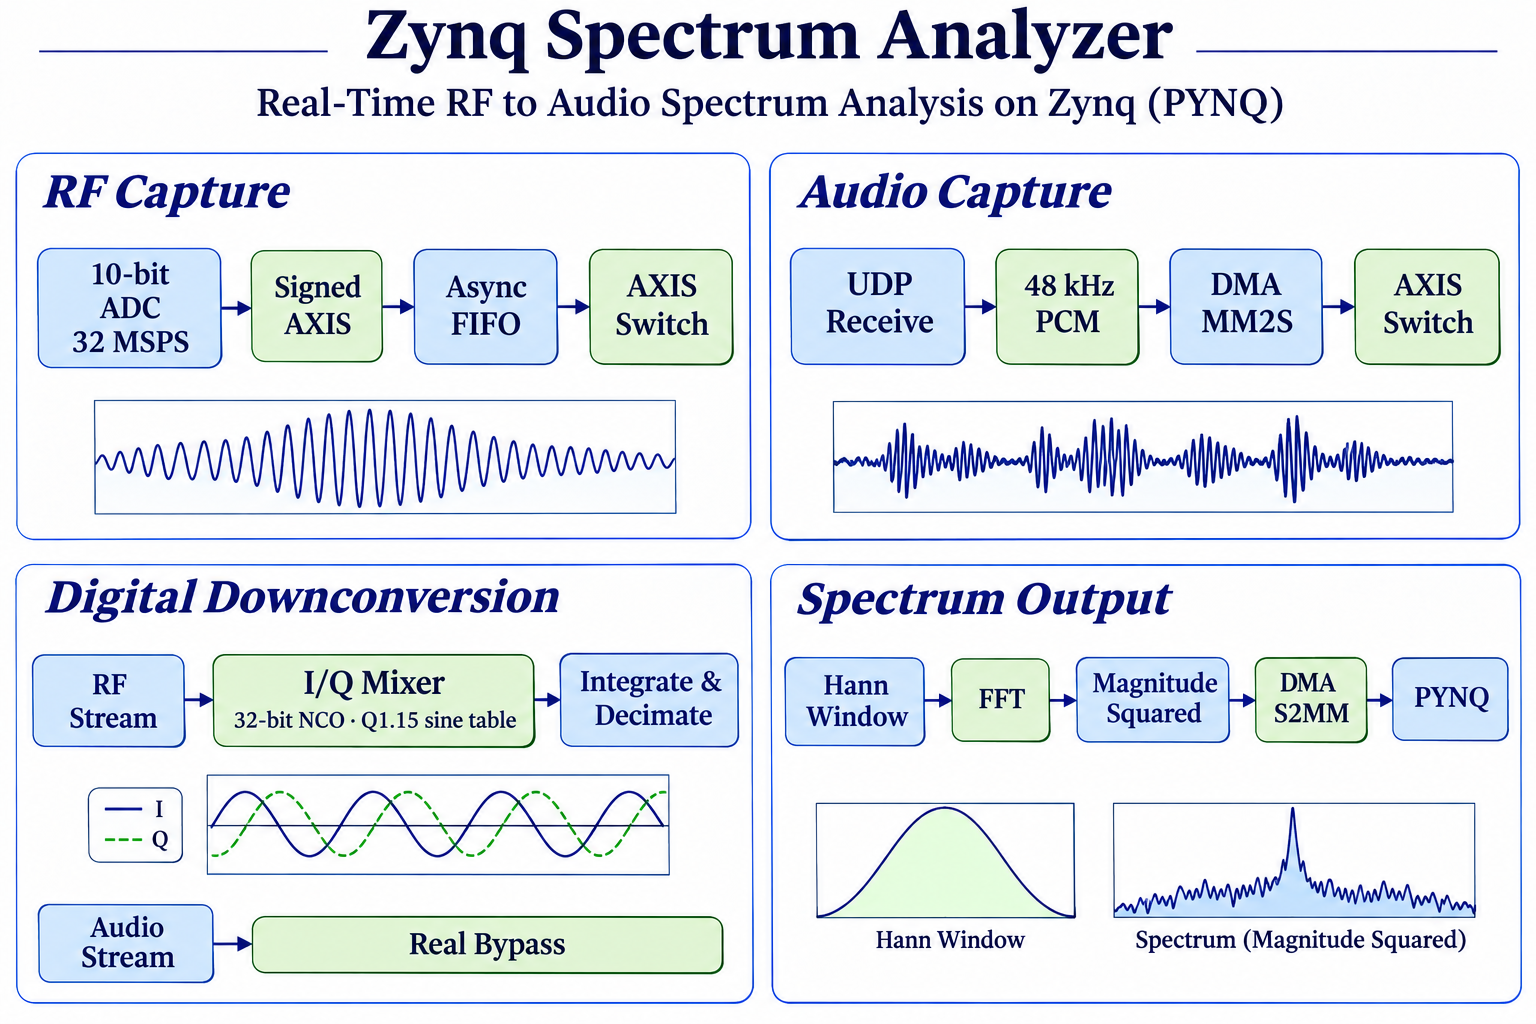 Zynq Spectrum Analyzer
Real-Time RF to Audio Spectrum Analysis on Zynq (PYNQ)
RF Capture
10-bit
ADC
32 MSPS
Signed
AXIS
Async
FIFO
AXIS
Switch
Audio Capture
UDP
Receive
48 kHz
PCM
DMA
MM2S
AXIS
Switch
Digital Downconversion
RF
Stream
I/Q Mixer
32-bit NCO · Q1.15 sine table
Integrate &
Decimate
I
Q
Audio
Stream
Real Bypass
Spectrum Output
Hann
Window
FFT
Magnitude
Squared
DMA
S2MM
PYNQ
Hann Window
Spectrum (Magnitude Squared)